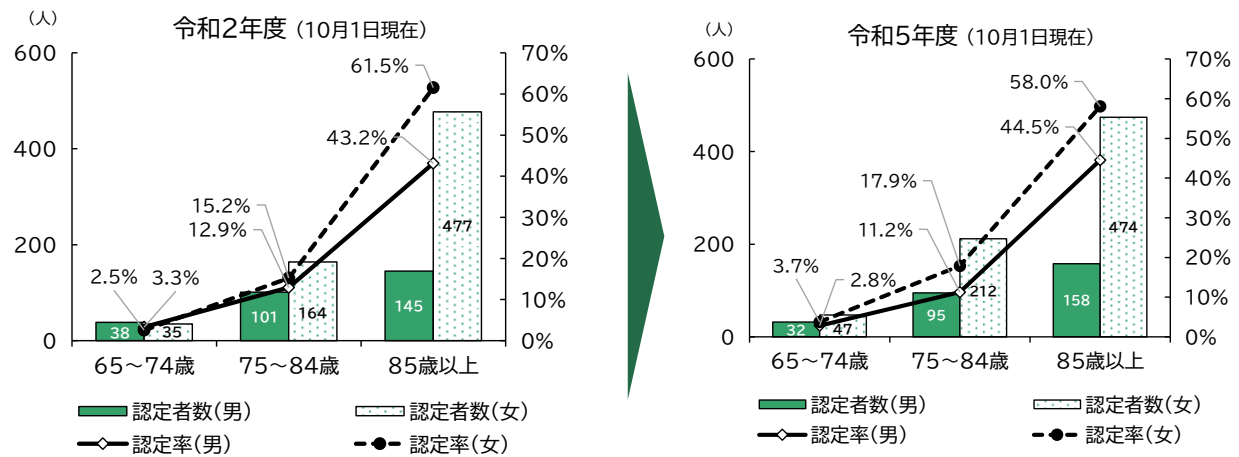 (人)
令和2年度 (10月1日現在)
600
400
200
0
70%
60%
50%
40%
30%
20%
10%
0%
61.5%
43.2%
15.2%
12.9%
2.5%
3.3%
477
145
101
164
38
35
65~74歳
75~84歳
85歳以上
認定者数(男)
認定者数(女)
認定率(男)
認定率(女)
(人)
令和5年度 (10月1日現在)
600
400
200
0
70%
60%
50%
40%
30%
20%
10%
0%
58.0%
44.5%
17.9%
11.2%
3.7%
2.8%
474
158
95
212
32
47
65~74歳
75~84歳
85歳以上
認定者数(男)
認定者数(女)
認定率(男)
認定率(女)